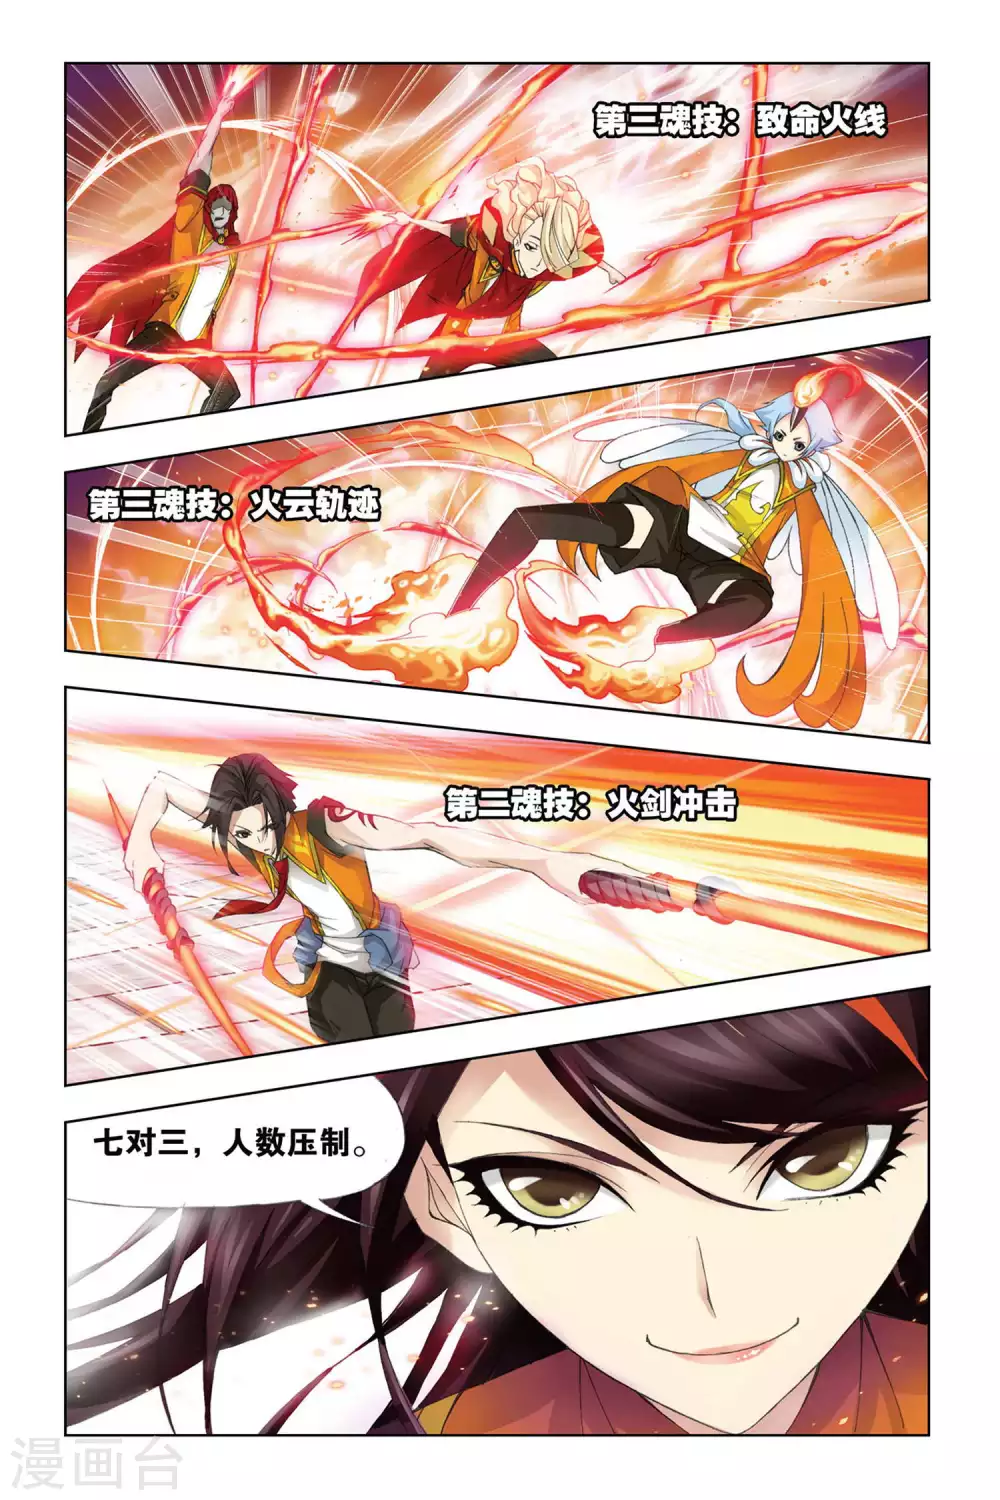 第二魂技：致命火线
第三魂技：火云轨迹
第二魂技：火剑冲击
七对三，人数压制。
漫画台